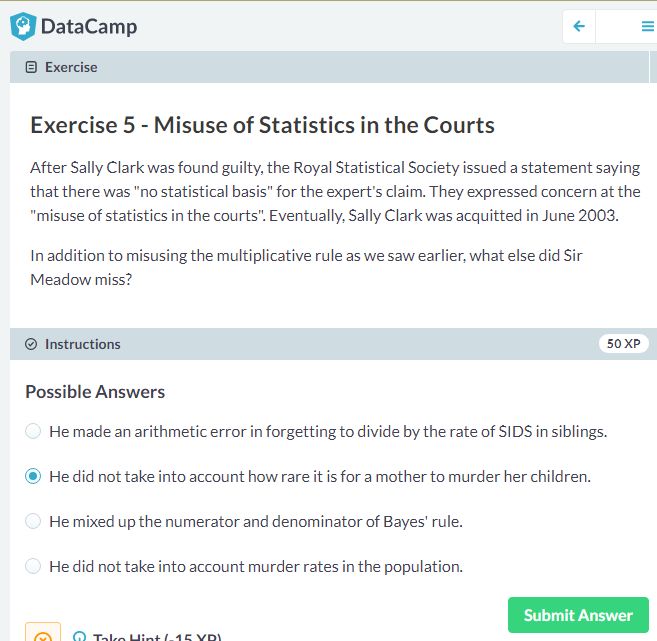 DataCamp
Exercise
Exercise 5 - Misuse of Statistics in the Courts
After Sally Clark was found guilty, the Royal Statistical Society issued a statement saying
that there was "no statistical basis" for the expert's claim. They expressed concern at the
"misuse of statistics in the courts". Eventually, Sally Clark was acquitted in June 2003.
In addition to misusing the multiplicative rule as we saw earlier, what else did Sir
Meadow miss?
Instructions
50 XP
Possible Answers
He made an arithmetic error in forgetting to divide by the rate of SIDS in siblings.
He did not take into account how rare it is for a mother to murder her children.
He mixed up the numerator and denominator of Bayes' rule.
He did not take into account murder rates in the population.
Submit Answer
Take Hint (-15 XP)